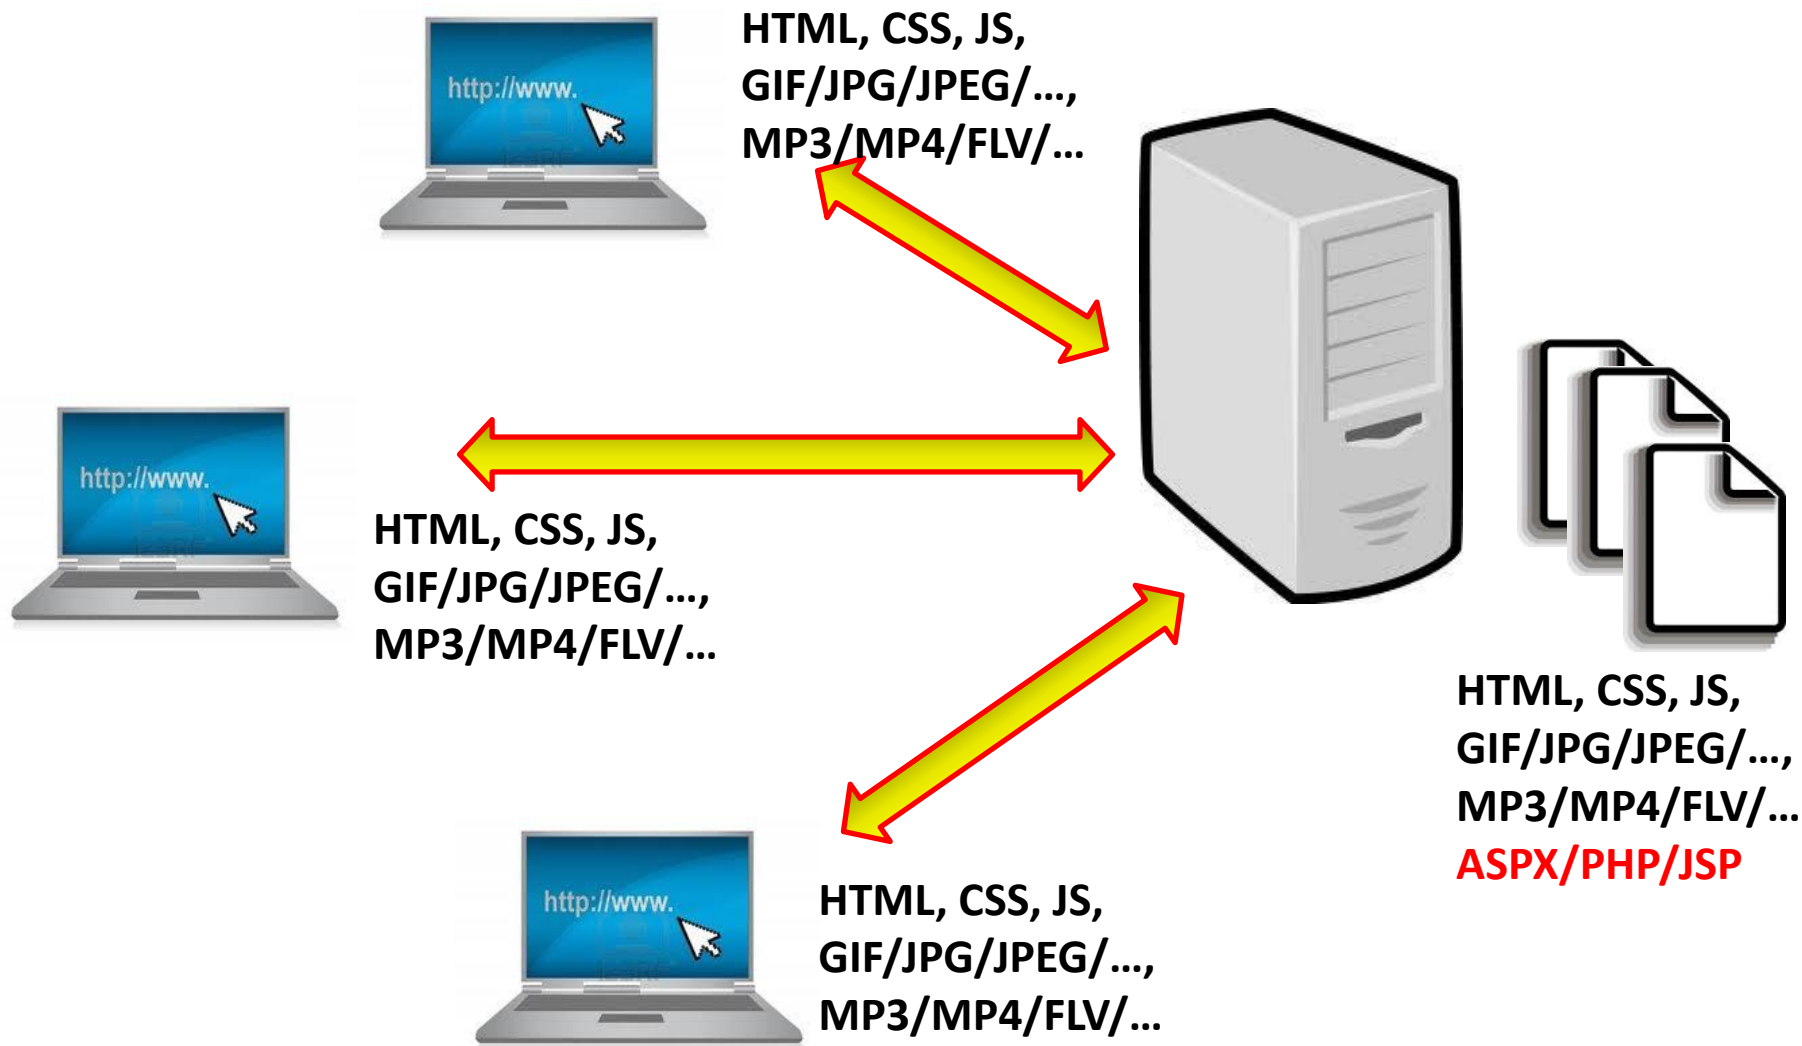 HTML, CSS, JS,
GIF/JPG/JPEG/…,
MP3/MP4/FLV/…
http://www.
http://www.
HTML, CSS, JS,
GIF/JPG/JPEG/…,
MP3/MP4/FLV/…
HTML, CSS, JS,
GIF/JPG/JPEG/…,
MP3/MP4/FLV/…
ASPX/PHP/JSP
http://www.
HTML, CSS, JS,
GIF/JPG/JPEG/…,
MP3/MP4/FLV/…